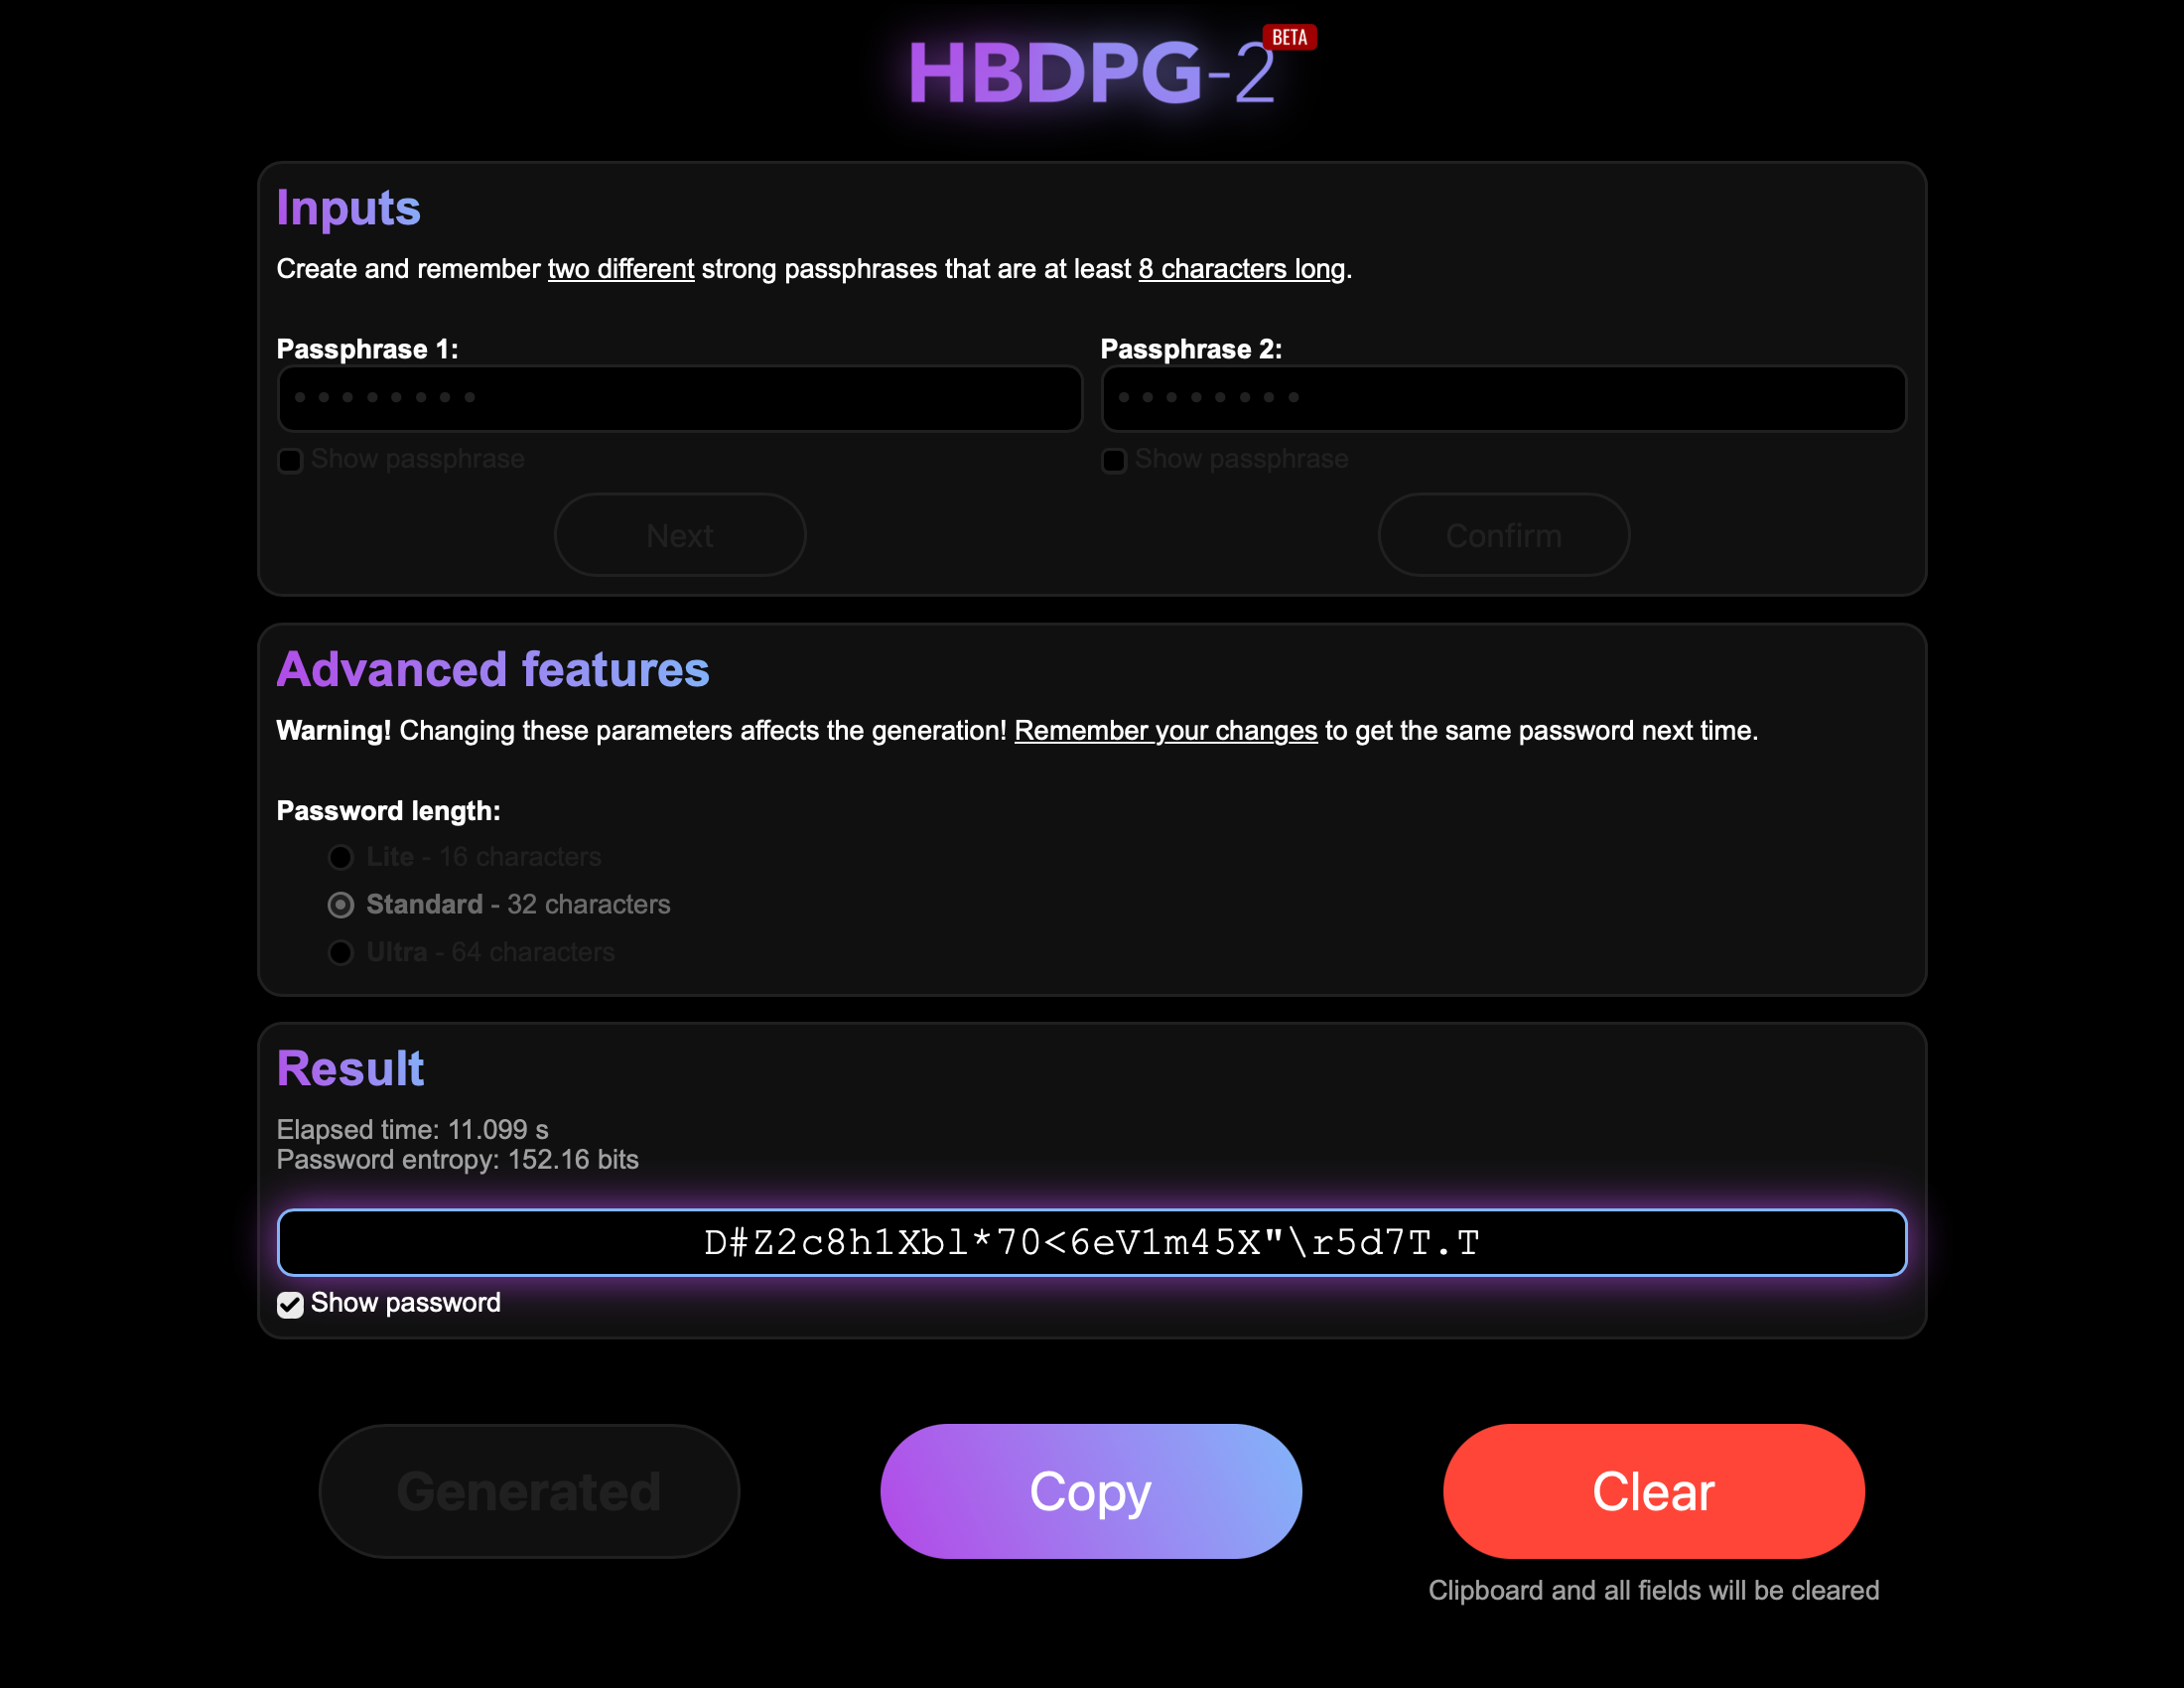 HBDPG-2 BETA
Inputs
Create and remember two different strong passphrases that are at least 8 characters long.
Passphrase 1:
Passphrase 2:
Show passphrase
Show passphrase
Next
Confirm
Advanced features
Warning! Changing these parameters affects the generation! Remember your changes to get the same password next time.
Password length:
Lite - 16 characters
Standard - 32 characters
Ultra - 64 characters
Result
Elapsed time: 11.099 s
Password entropy: 152.16 bits
D#Z2c8h1Xbl*70<6eV1m45X"\r5d7T.T
Show password
Generated
Copy
Clear
Clipboard and all fields will be cleared